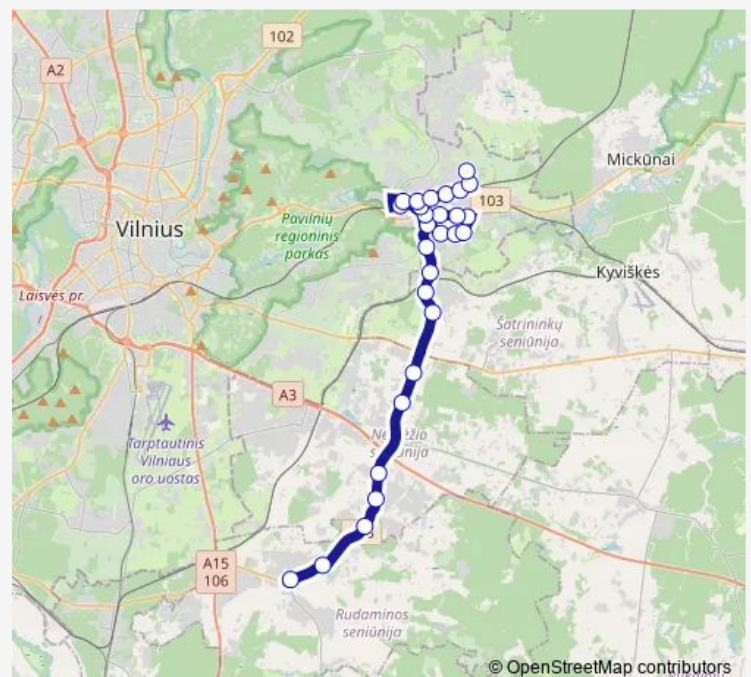 102
A2
Mickūnai
103
Vilnius
Pavilnių
regioninis
parkas
Kyviškės
Laisvės pr.
Šatrininkų
seniūnija
A3
Tarptautinis
Vilniaus
oro uostas
A15
106
Rudaminos
seniūnija
© OpenStreetMap contributors